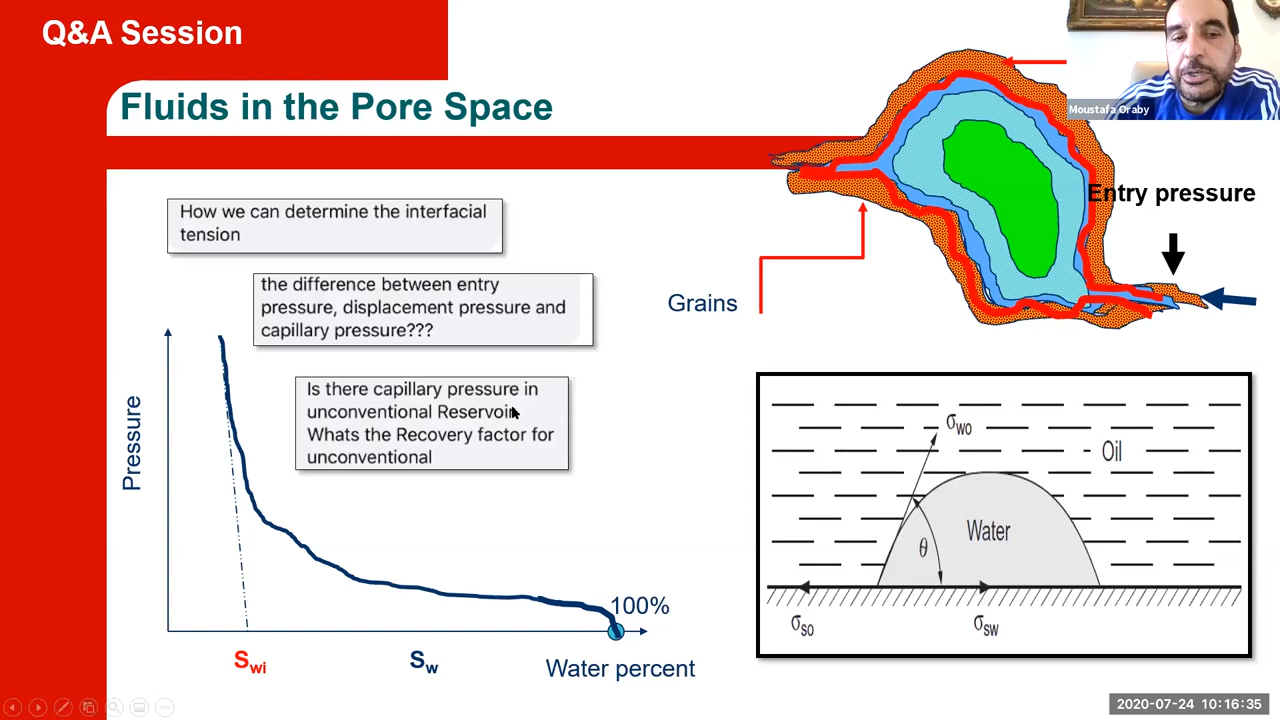 Q&A Session
Fluids in the Pore Space
Moustafa Oraby
Entry pressure
How we can determine the interfacial
tension
the difference between entry
pressure, displacement pressure and
capillary pressure???
Grains
Is there capillary pressure in
unconventional Reservoir
Whats the Recovery factor for
unconventional
Pressure
100%
Swi
Sw
Water percent
σwo
Oil
Water
θ
σso
σsw
2020-07-24 10:16:35